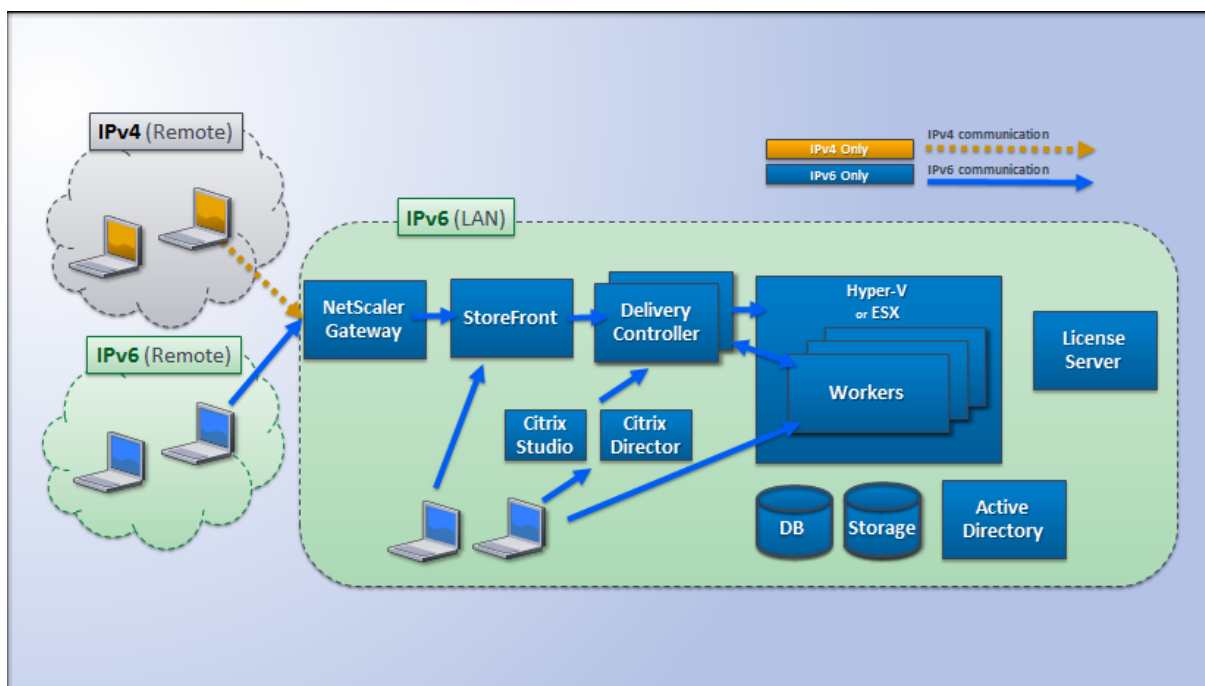 IPv4 (Remote)
IPv4 communication
IPv4 Only
IPv6 communication
IPv6 Only
IPv6 (LAN)
NetScaler
Gateway
StoreFront
Delivery
Controller
Hyper-V
or ESX
Workers
License
Server
IPv6 (Remote)
Citrix
Studio
Citrix
Director
DB
Storage
Active
Directory